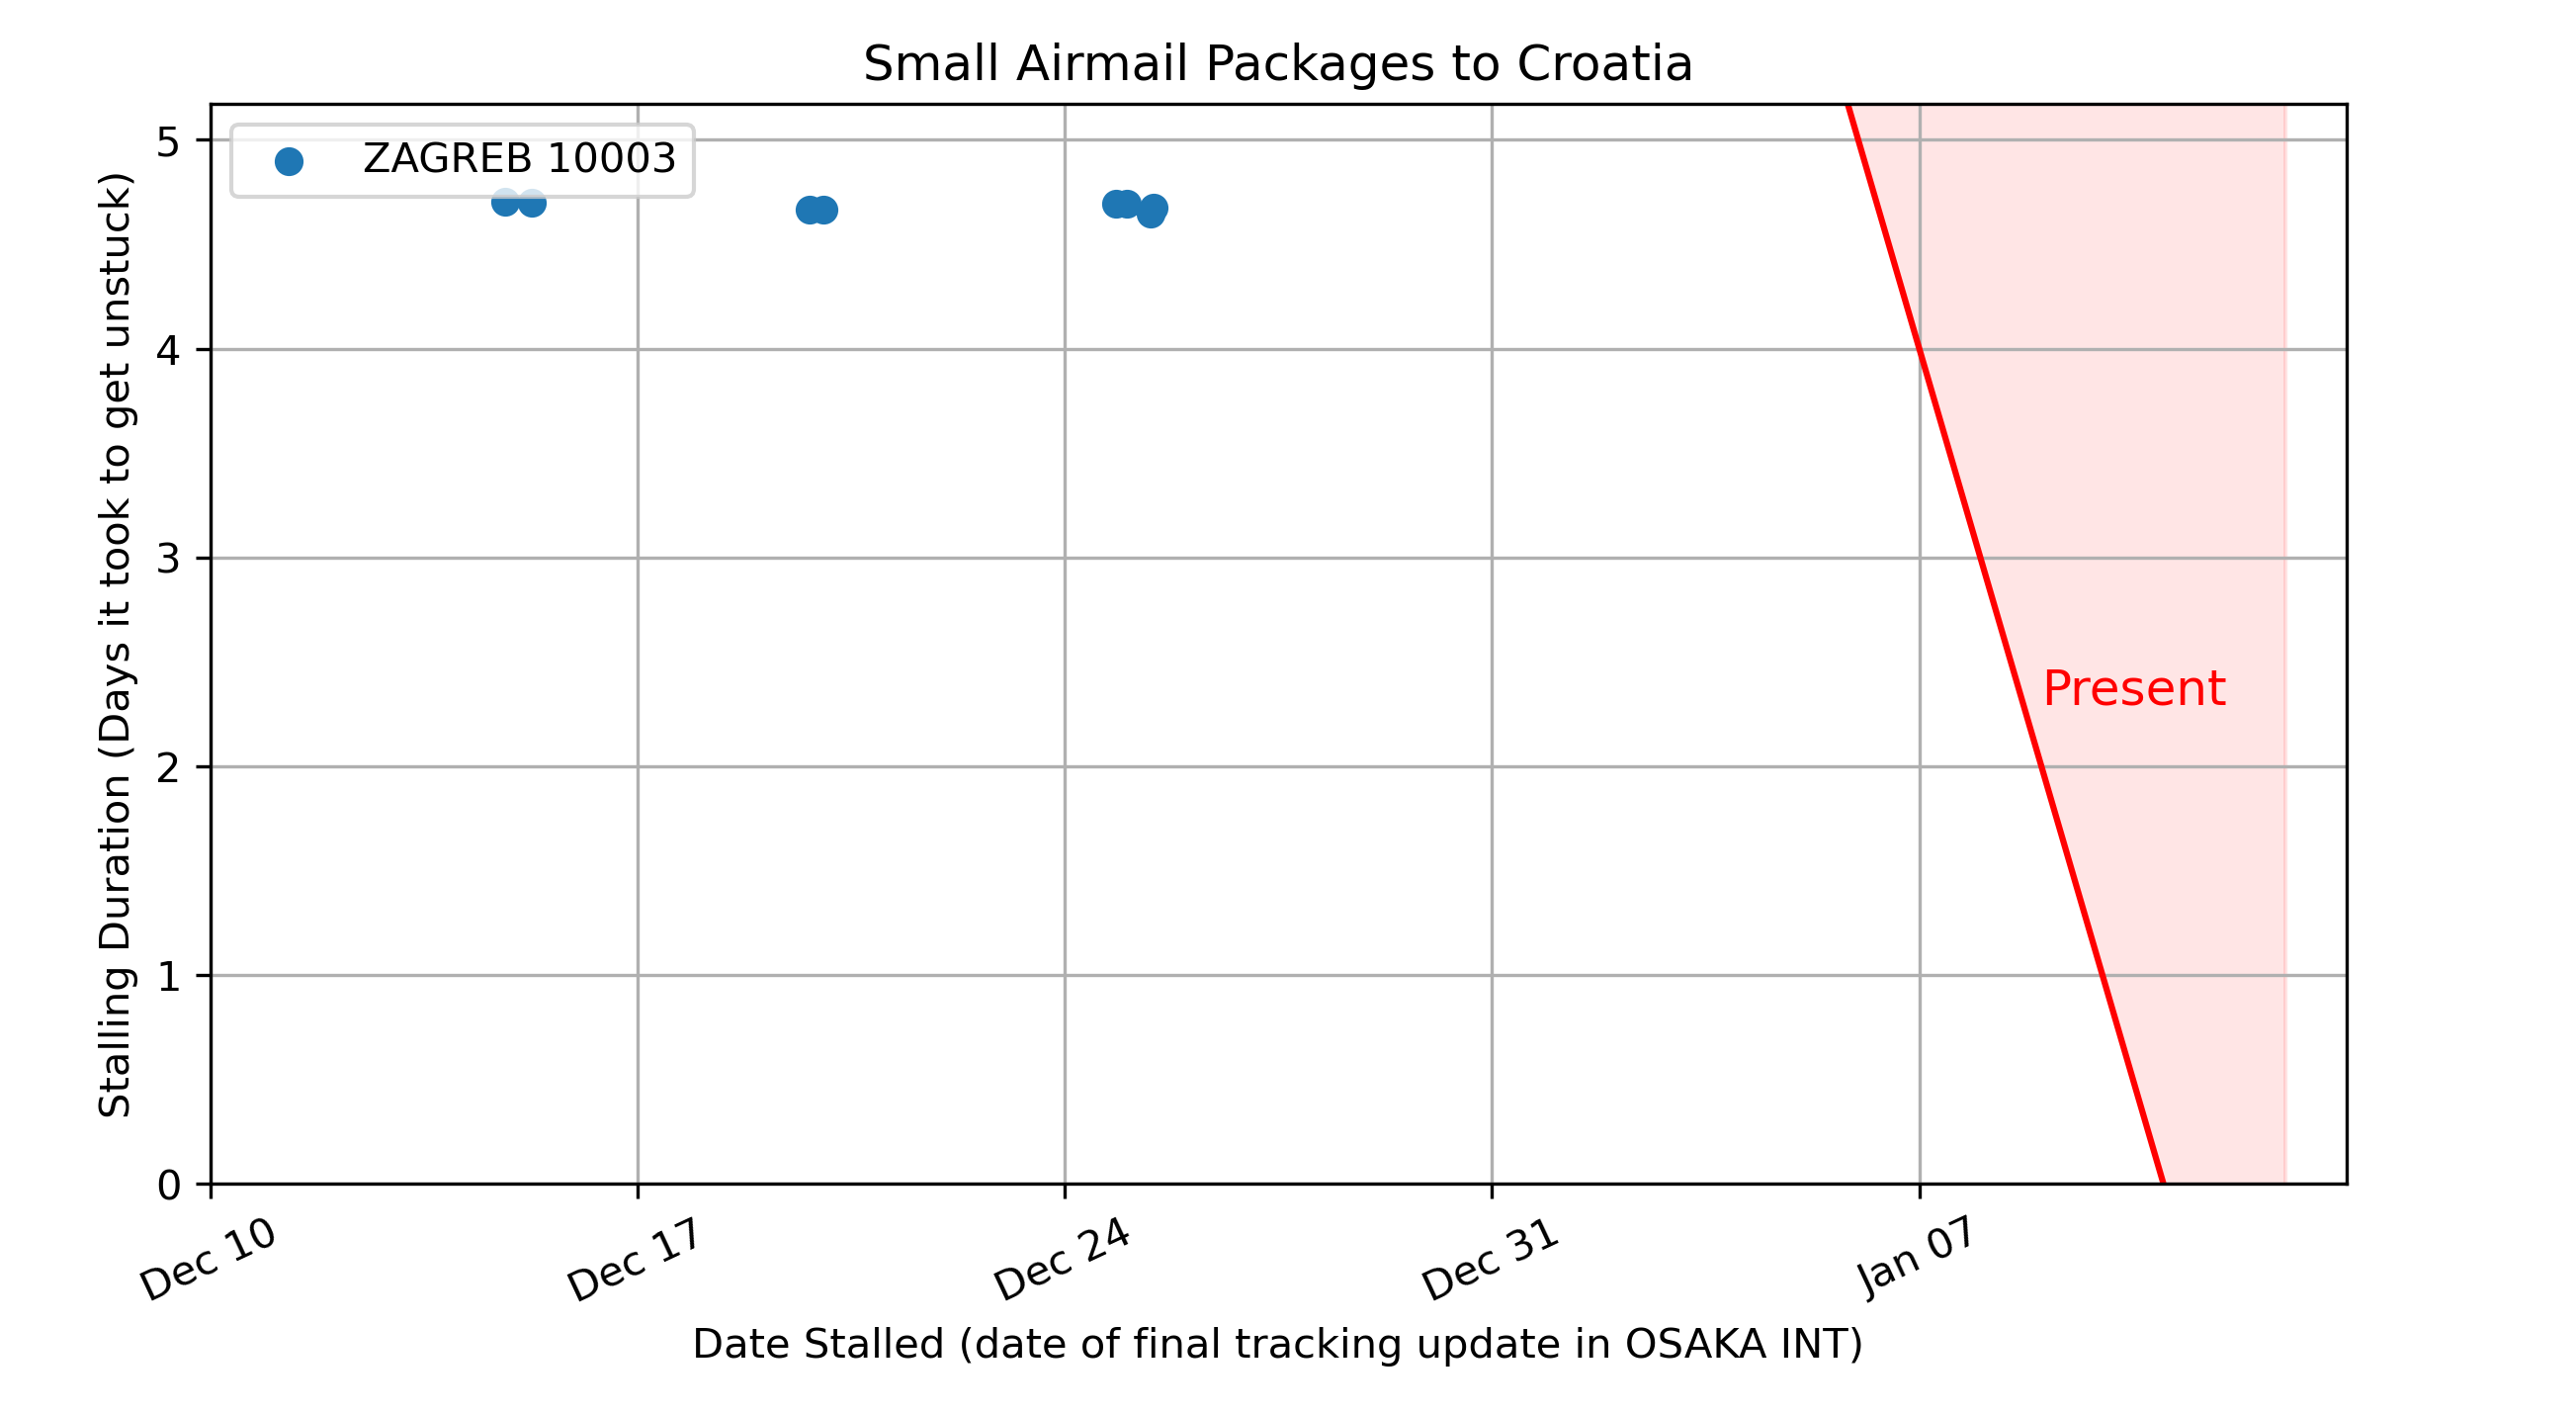 Small Airmail Packages to Croatia
ZAGREB 10003
Stalling Duration (Days it took to get unstuck)
5
4
3
2
1
0
Present
Dec 10
Dec 17
Dec 24
Dec 31
Jan 07
Date Stalled (date of final tracking update in OSAKA INT)